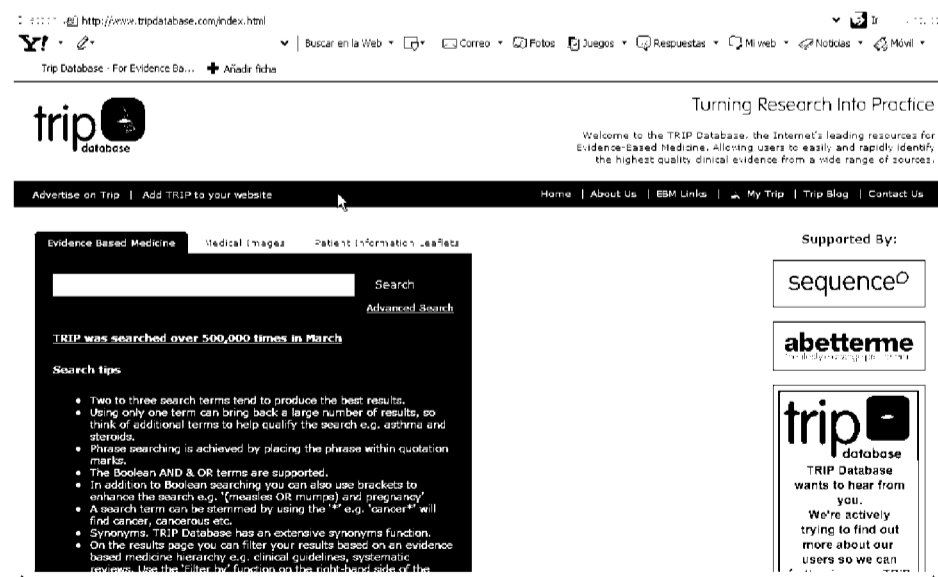 http://www.tripdatabase.com/index.html Ir
Y! Buscar en la Web Correo Fotos Juegos Respuestas Mi web Noticias Móvil
Trip Database - For Evidence Ba... Añadir ficha
trip database
Turning Research Into Practice
Welcome to the TRIP Database, the Internet's leading resources for
Evidence-Based Medicine. Allowing users to easily and rapidly identify
the highest quality clinical evidence from a wide range of sources.
Advertise on Trip | Add TRIP to your website
Home | About Us | EBM Links | My Trip | Trip Blog | Contact Us
Evidence Based Medicine Medical Images Patient Information Leaflets
Search
Advanced Search
TRIP was searched over 500,000 times in March
Search tips
Two to three search terms tend to produce the best results.
Using only one term can bring back a large number of results, so
think of additional terms to help qualify the search e.g. asthma and
steroids.
Phrase searching is achieved by placing the phrase within quotation
marks.
The Boolean AND & OR terms are supported.
In addition to Boolean searching you can also use brackets to
enhance the search e.g. '(measles OR mumps) and pregnancy'
A search term can be stemmed by using the '*' e.g. 'cancer*' will
find cancer, cancerous etc.
Synonyms. TRIP Database has an extensive synonyms function.
On the results page you can filter your results based on an evidence
based medicine hierarchy e.g. clinical guidelines, systematic
reviews. Use the 'Filter by' function on the right-hand side of the
Supported By:
sequence
abetterme
trip
database
TRIP Database
wants to hear from
you.
We're actively
trying to find out
more about our
users so we can